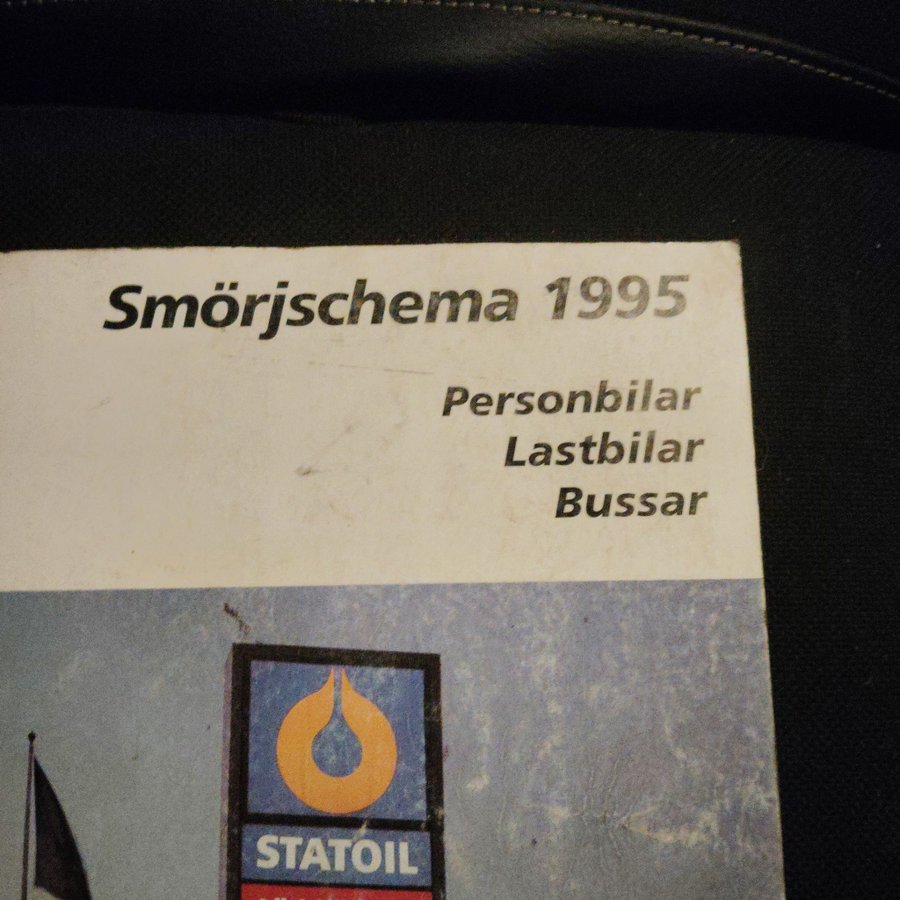 Smörjschema 1995
Personbilar
Lastbilar
Bussar
STATOIL